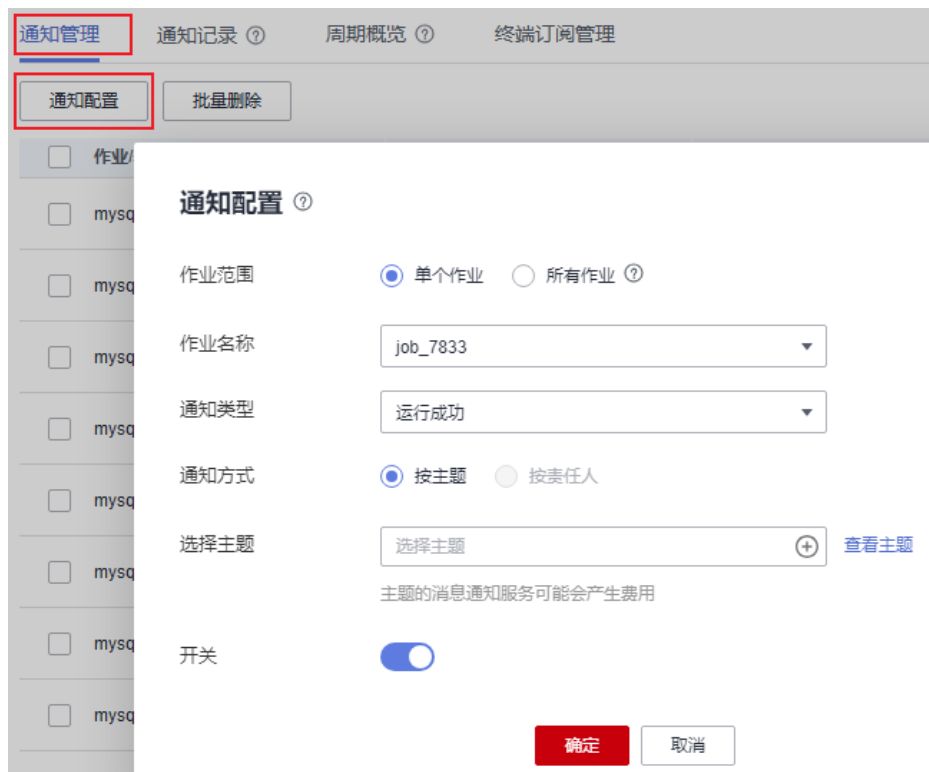 通知管理 通知记录 周期概览 终端订阅管理
通知配置 批量删除
作业/
mysq
mysq
mysq
mysq
mysq
mysq
mysq
mysq
通知配置
作业范围 单个作业 所有作业
作业名称 job_7833
通知类型 运行成功
通知方式 按主题 按责任人
选择主题 选择主题 查看主题
主题的消息通知服务可能会产生费用
开关
确定 取消